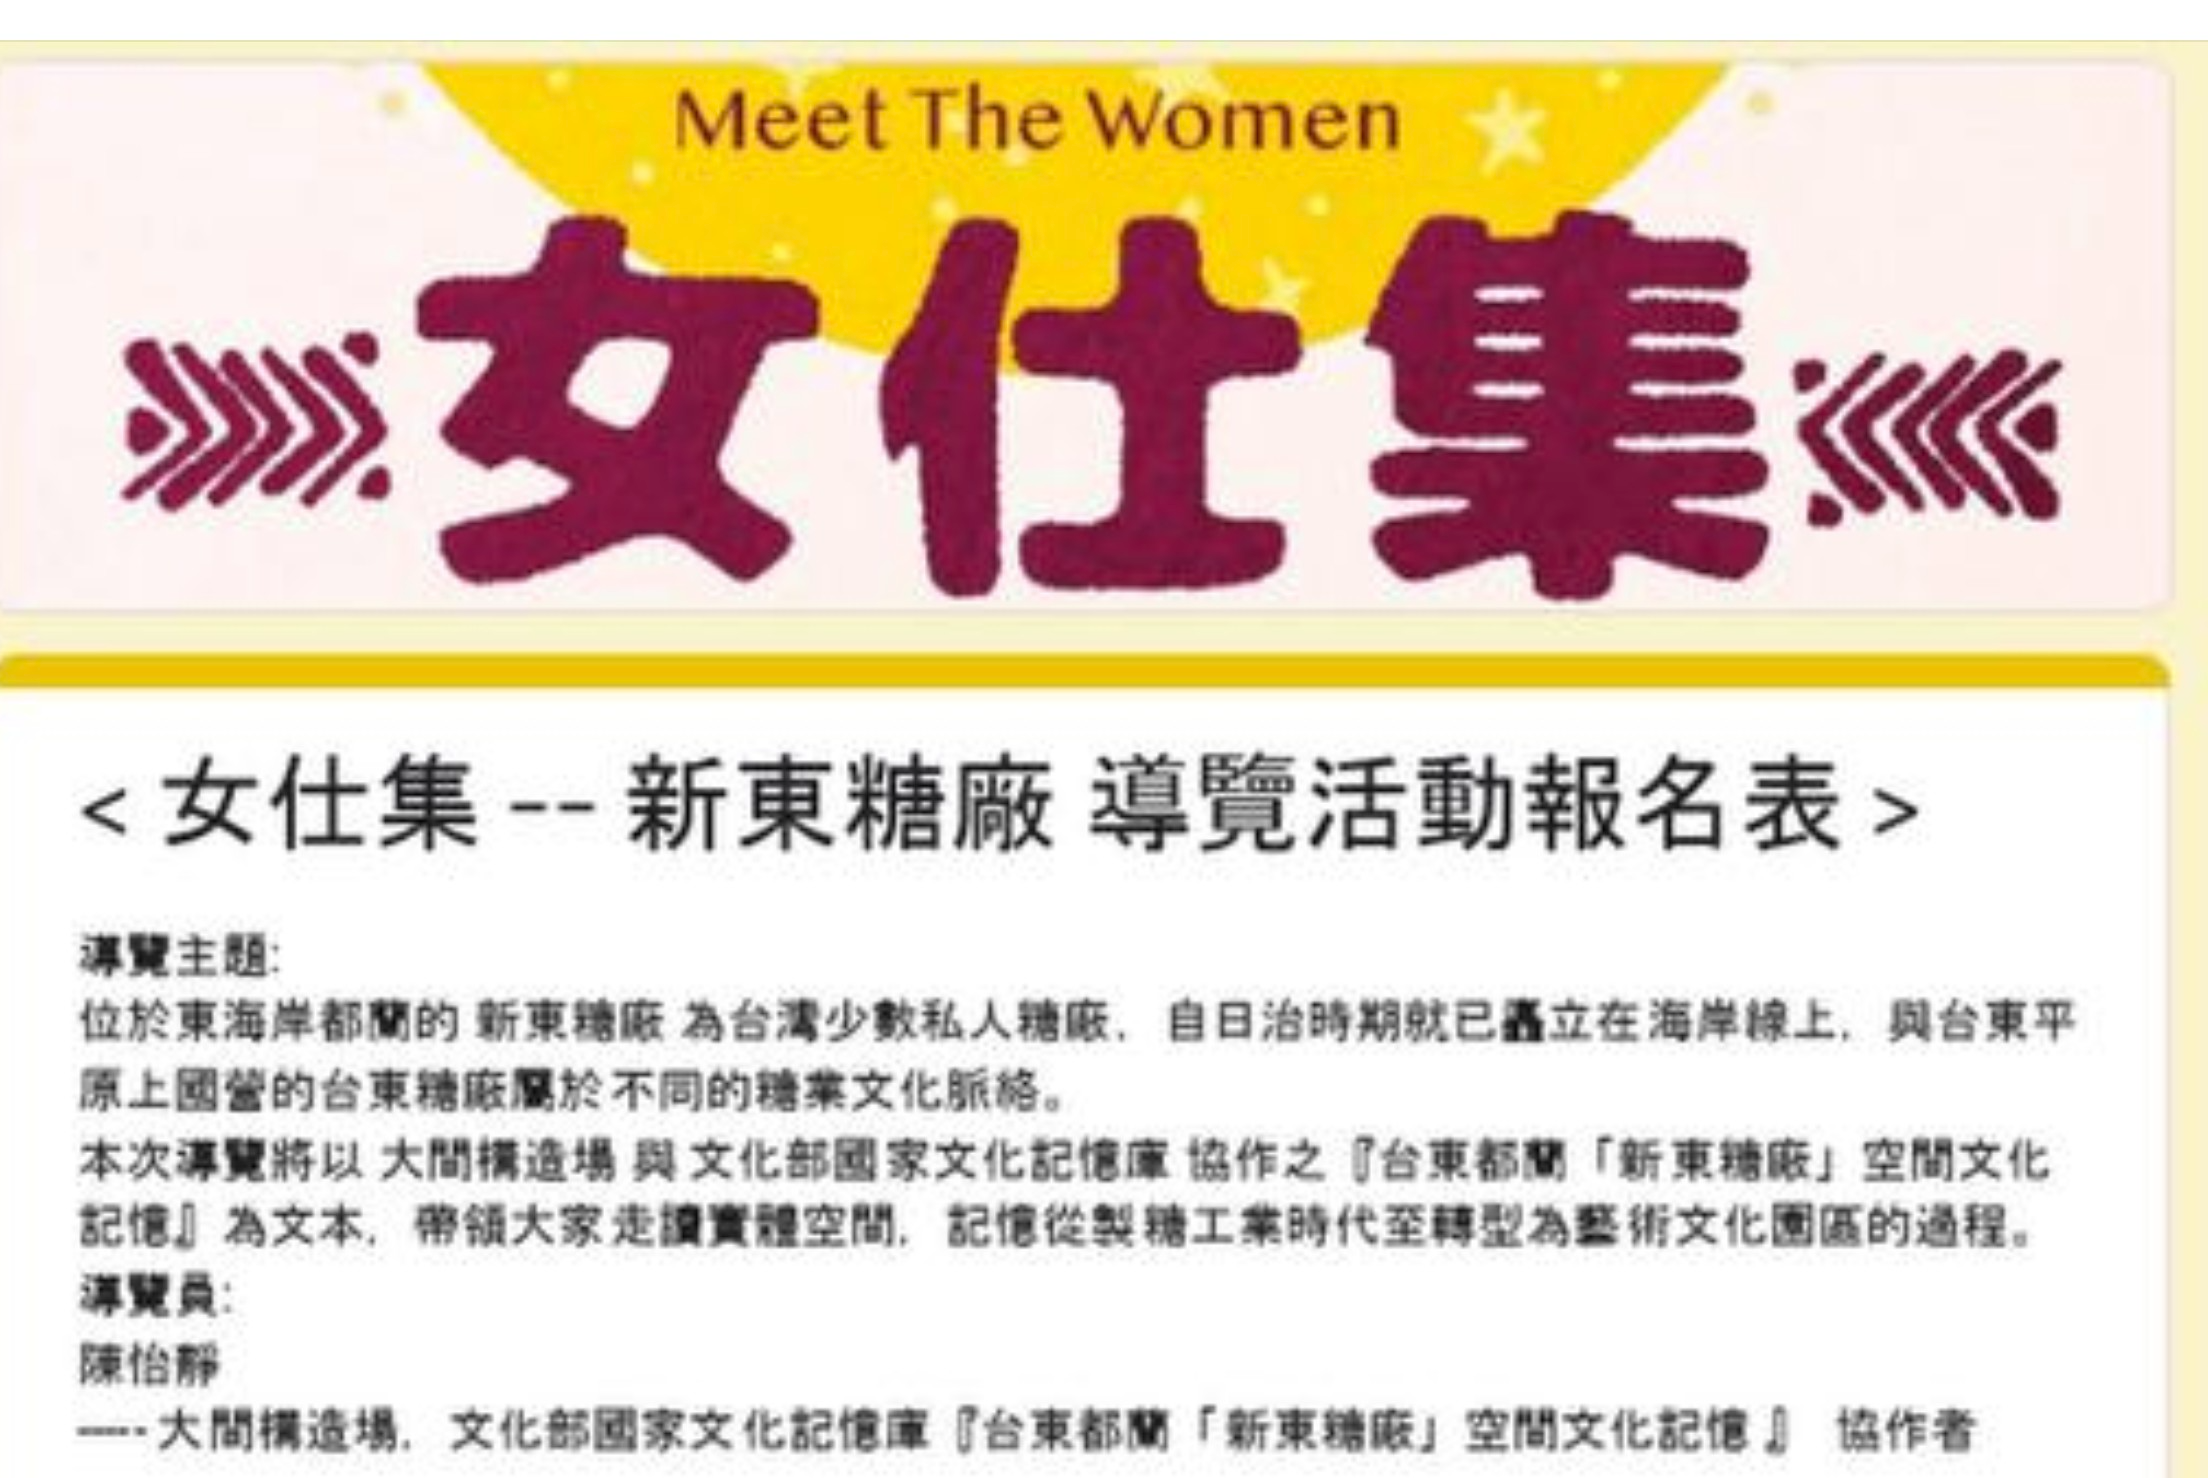 Meet The Women
女仕集
< 女仕集 -- 新東糖廠 導覽活動報名表 >
導覽主題:
位於東海岸都蘭的 新東糖廠 為台灣少數私人糖廠，自日治時期就已矗立在海岸線上，與台東平
原上國營的台東糖廠屬於不同的糖業文化脈絡。
本次導覽將以 大間構造場 與 文化部國家文化記憶庫 協作之『台東都蘭「新東糖廠」空間文化
記憶』為文本，帶領大家走讀實體空間，記憶從製糖工業時代至轉型為藝術文化園區的過程。
導覽員:
陳怡靜
----大間構造場，文化部國家文化記憶庫『台東都蘭「新東糖廠」空間文化記憶 』 協作者